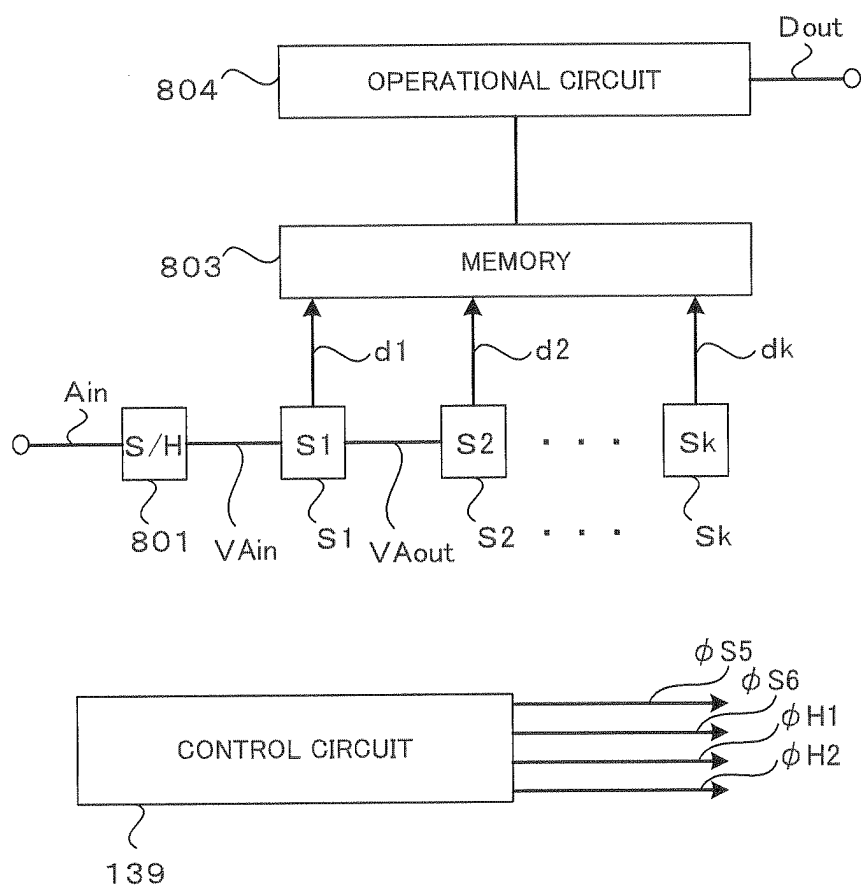 Dout
804
OPERATIONAL CIRCUIT
803
MEMORY
d1
d2
dk
Ain
S/H
S1
S2
· · ·
Sk
801
VAin
S1
VAout
S2
· · ·
Sk
φS5
φS6
φH1
φH2
CONTROL CIRCUIT
139